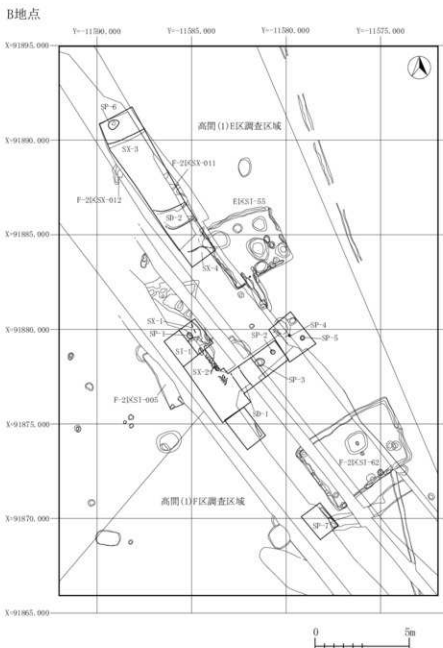 B地点
Y=-11590.000
Y=-11585.000
Y=-11580.000
Y=-11575.000
X=91895.000
X=91890.000
X=91885.000
X=91880.000
X=91875.000
X=91870.000
X=91865.000
SP-6
高間(1)E区調査区域
SX-3
F-2区SX-011
F-2区SX-012
SD-2
E区SI-55
SX-4
SX-1
SP-1
SI-1
SX-2
SP-2
SP-4
SP-5
SP-3
F-2区SI-005
SD-1
F-2区SI-62
高間(1)F区調査区域
SP-7
0
5m